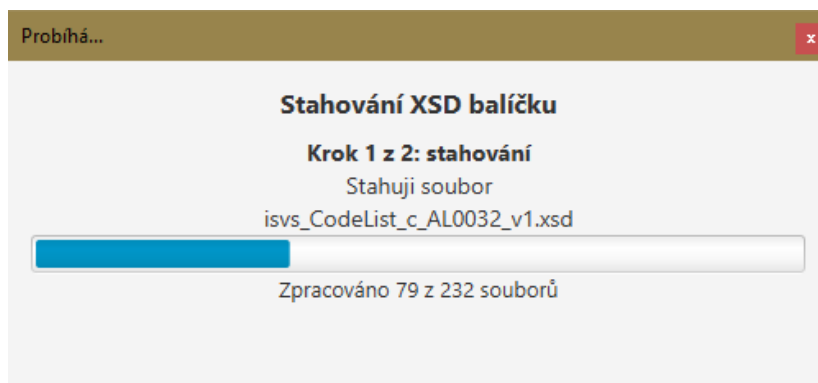 Probíhá...
x
Stahování XSD balíčku
Krok 1 z 2: stahování
Stahuji soubor
isvs_CodeList_c_AL0032_v1.xsd
Zpracováno 79 z 232 souborů